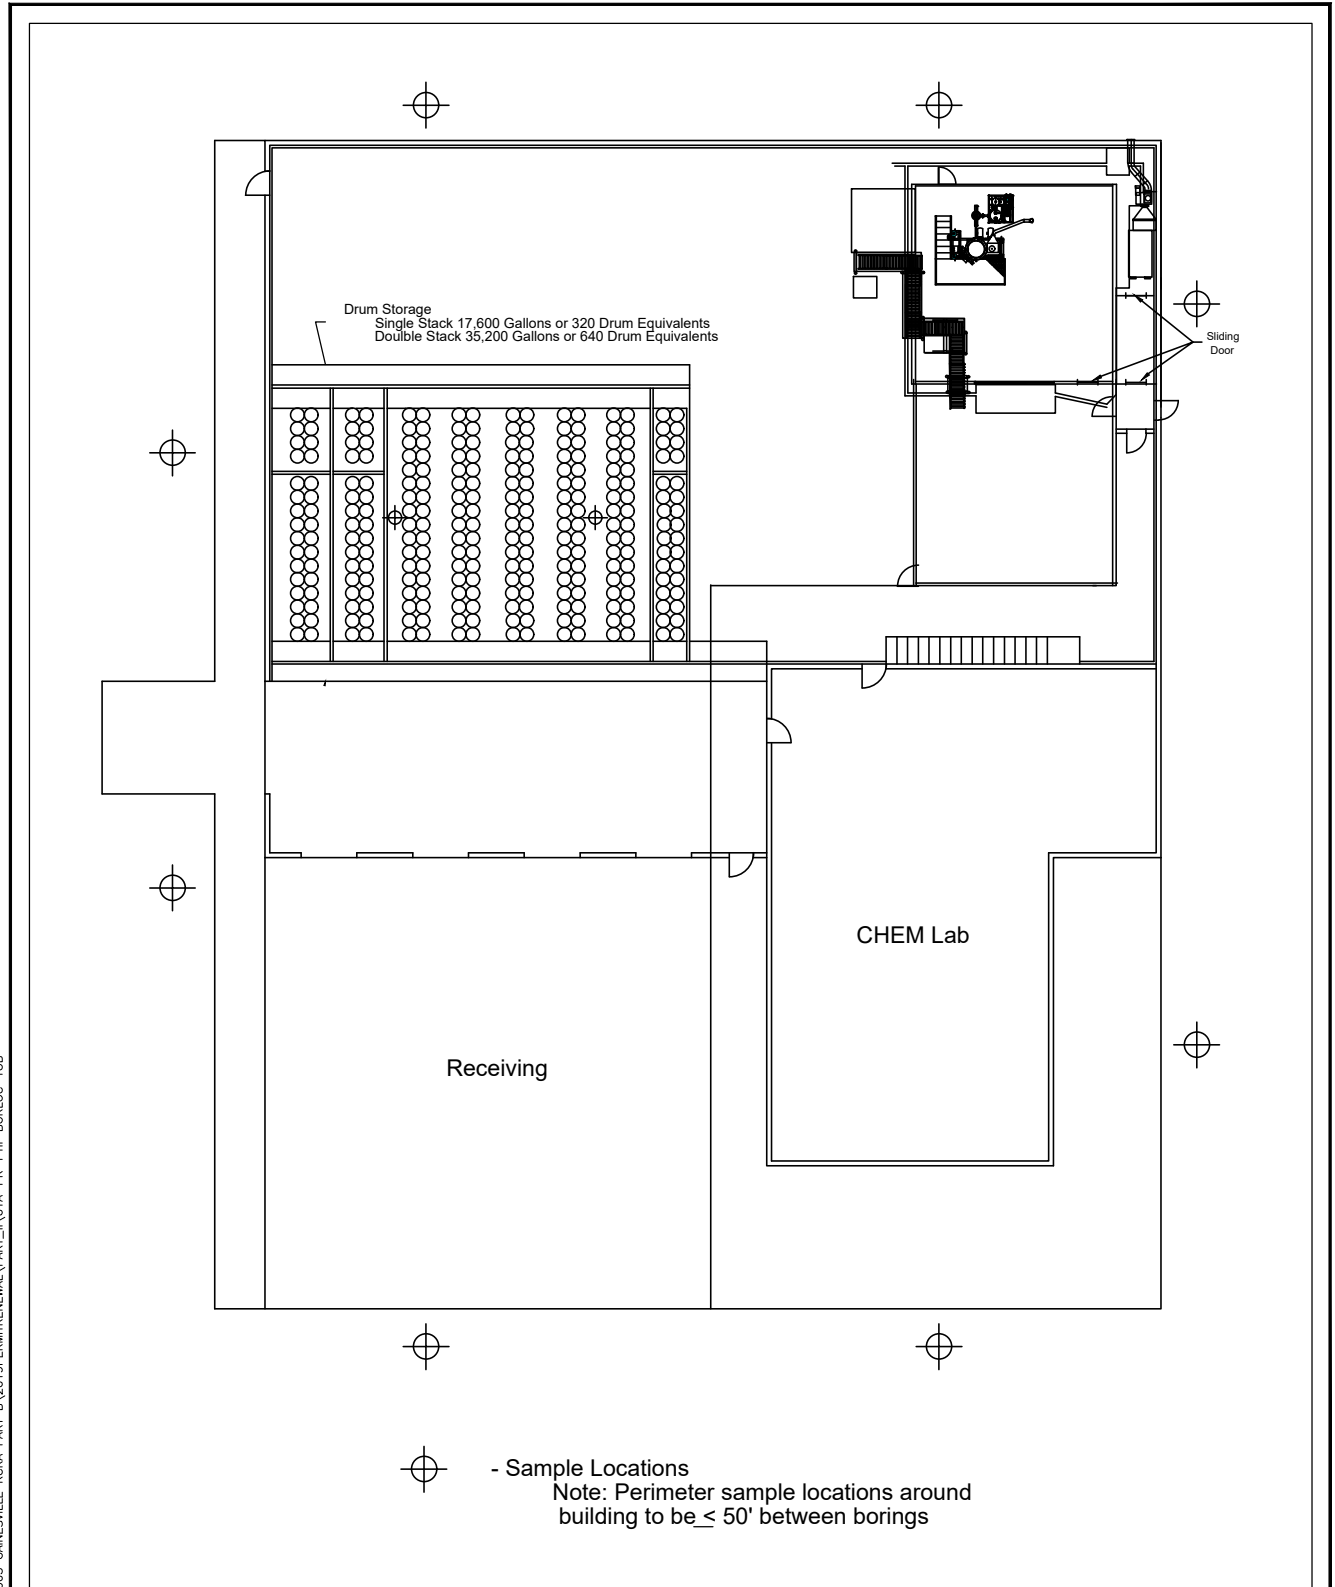 Drum Storage
Single Stack 17,600 Gallons or 320 Drum Equivalents
Double Stack 35,200 Gallons or 640 Drum Equivalents
Sliding
Door
CHEM Lab
Receiving
- Sample Locations
Note: Perimeter sample locations around
building to be < 50' between borings